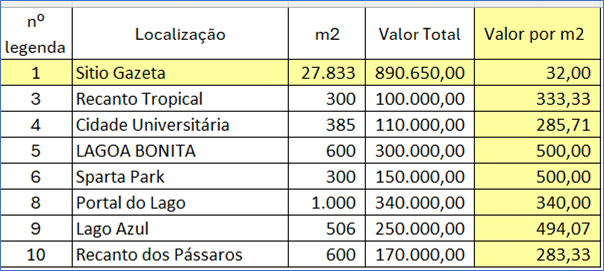 nº legenda Localização m2 Valor Total Valor por m2
1 Sitio Gazeta 27.833 890.650,00 32,00
3 Recanto Tropical 300 100.000,00 333,33
4 Cidade Universitária 385 110.000,00 285,71
5 LAGOA BONITA 600 300.000,00 500,00
6 Sparta Park 300 150.000,00 500,00
8 Portal do Lago 1.000 340.000,00 340,00
9 Lago Azul 506 250.000,00 494,07
10 Recanto dos Pássaros 600 170.000,00 283,33